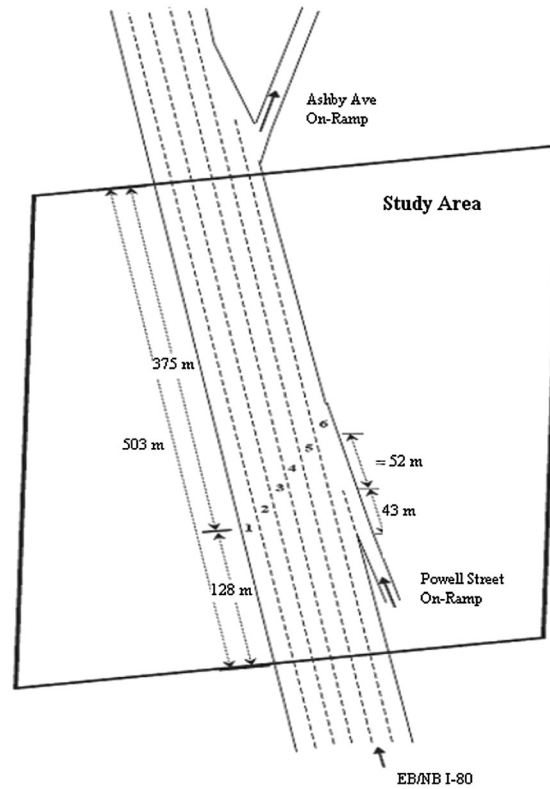 Ashby Ave
On-Ramp
Study Area
375 m
503 m
6
5
= 52 m
4
3
43 m
2
1
128 m
Powell Street
On-Ramp
EB/NB I-80